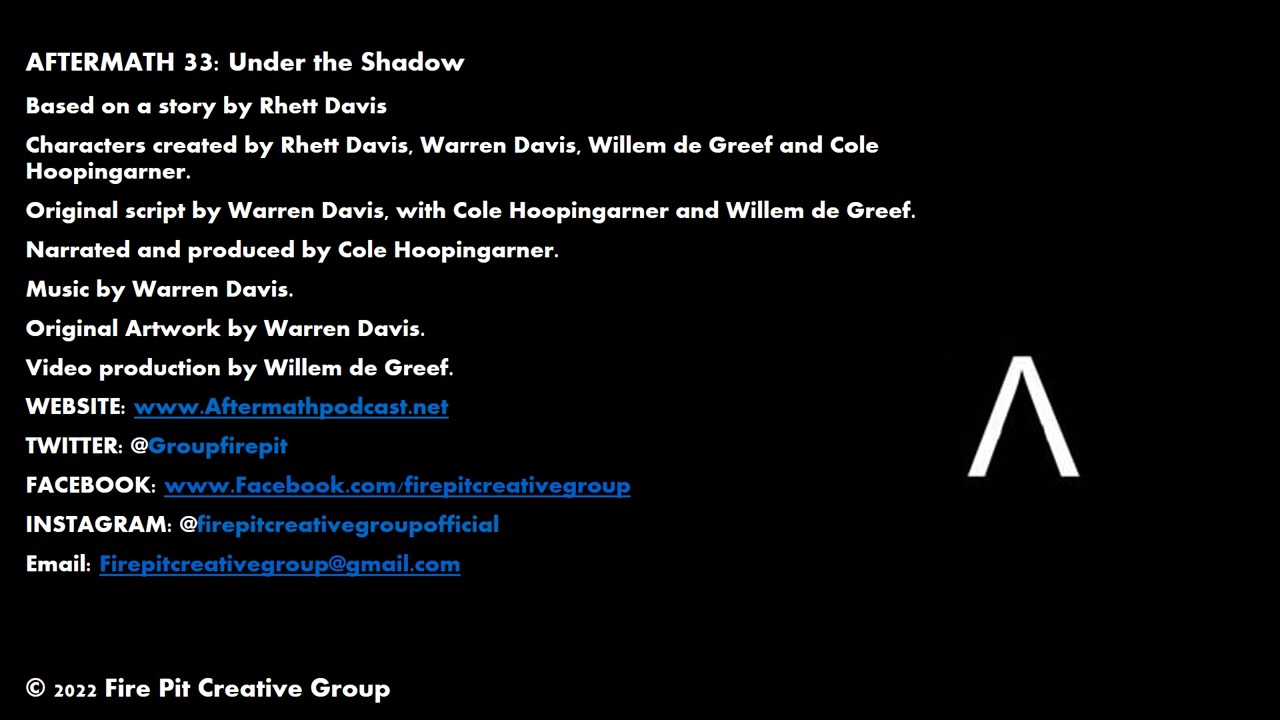 AFTERMATH 33: Under the Shadow
Based on a story by Rhett Davis
Characters created by Rhett Davis, Warren Davis, Willem de Greef and Cole
Hoopingarner.
Original script by Warren Davis, with Cole Hoopingarner and Willem de Greef.
Narrated and produced by Cole Hoopingarner.
Music by Warren Davis.
Original Artwork by Warren Davis.
Video production by Willem de Greef.
WEBSITE: www.Aftermathpodcast.net
TWITTER: @Groupfirepit
FACEBOOK: www.Facebook.com/firepitcreativegroup
INSTAGRAM: @firepitcreativegroupofficial
Email: Firepitcreativegroup@gmail.com
© 2022 Fire Pit Creative Group